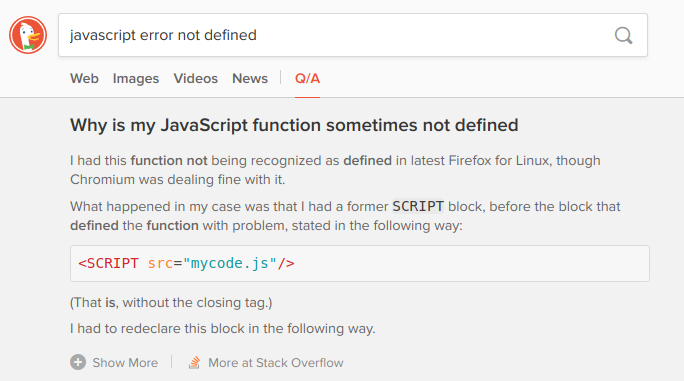 javascript error not defined
Web Images Videos News Q/A
Why is my JavaScript function sometimes not defined
I had this function not being recognized as defined in latest Firefox for Linux, though
Chromium was dealing fine with it.
What happened in my case was that I had a former SCRIPT block, before the block that
defined the function with problem, stated in the following way:
<SCRIPT src="mycode.js"/>
(That is, without the closing tag.)
I had to redeclare this block in the following way.
Show More More at Stack Overflow